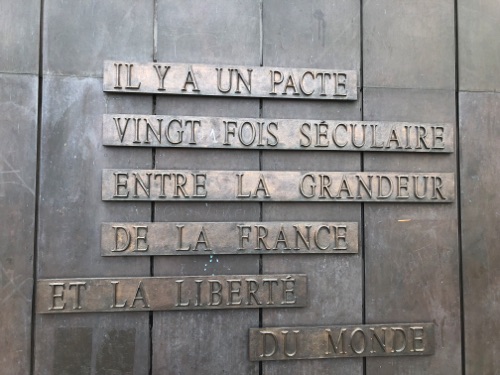 IL Y A UN PACTE
VINGT FOIS SÉCULAIRE
ENTRE LA GRANDEUR
DE LA FRANCE
ET LA LIBERTÉ
DU MONDE